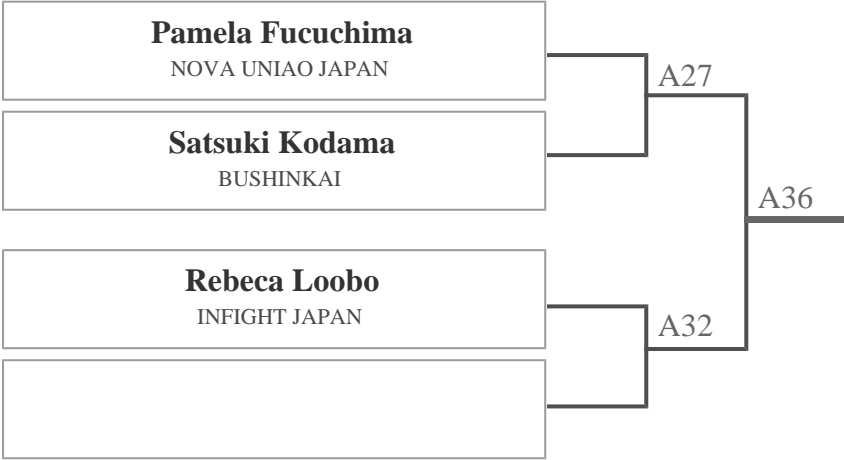 Pamela Fucuchima
NOVA UNIAO JAPAN
A27
Satsuki Kodama
BUSHINKAI
A36
Rebeca Loobo
INFIGHT JAPAN
A32